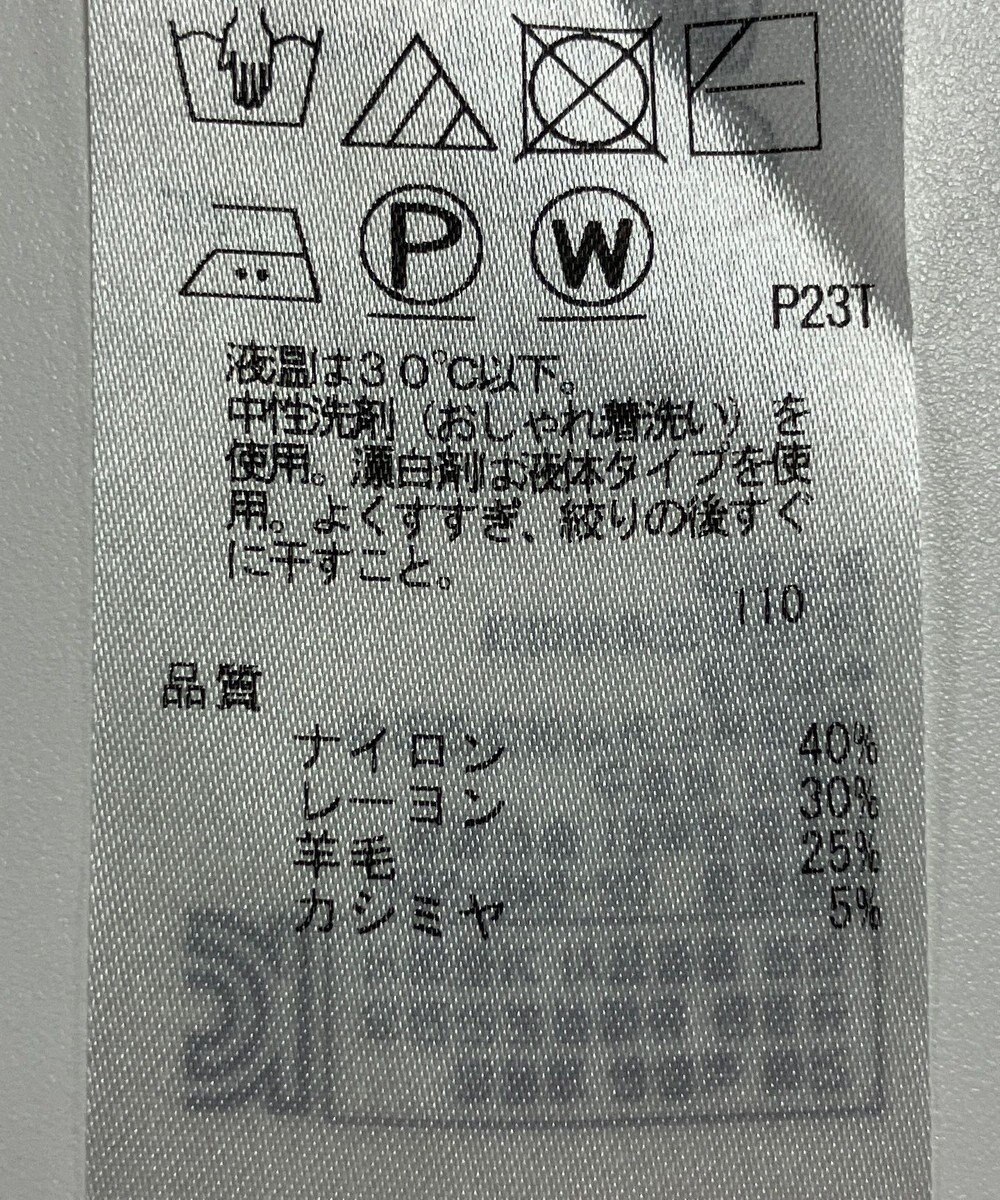 P W
P23T
液温は30℃以下。
中性洗剤(おしゃれ着洗い)を
使用。漂白剤は液体タイプを使
用。よくすすぎ、絞りの後すぐ
に干すこと。
110
品質
ナイロン 40%
レーヨン 30%
羊毛 25%
カシミヤ 5%